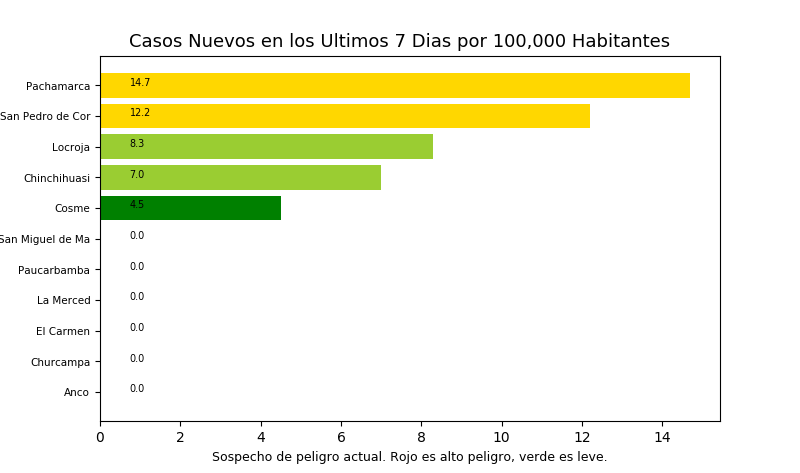 Casos Nuevos en los Ultimos 7 Dias por 100,000 Habitantes
Pachamarca 14.7
San Pedro de Cor 12.2
Locroja 8.3
Chinchihuasi 7.0
Cosme 4.5
San Miguel de Ma 0.0
Paucarbamba 0.0
La Merced 0.0
El Carmen 0.0
Churcampa 0.0
Anco 0.0
0 2 4 6 8 10 12 14
Sospecho de peligro actual. Rojo es alto peligro, verde es leve.